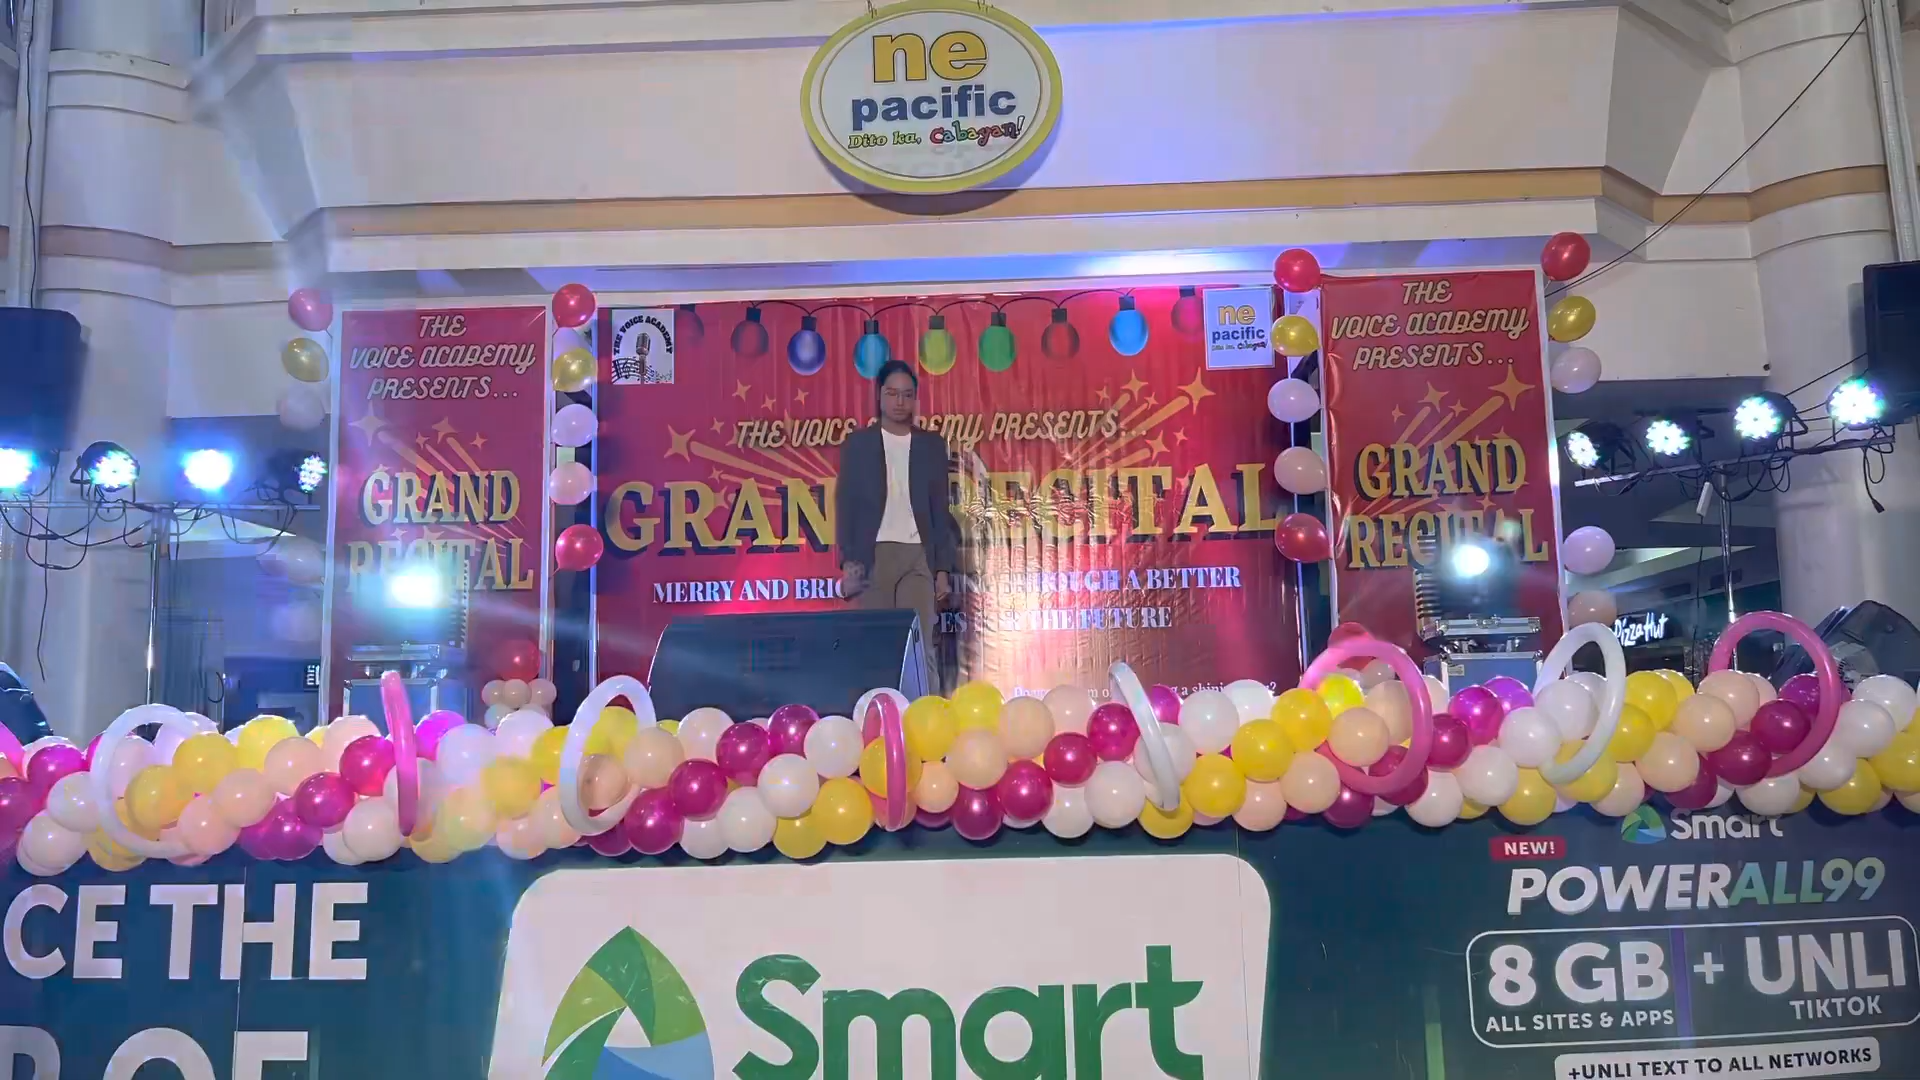 ne
pacific
Dito ka, Cabayan!
THE
VOICE ACADEMY
PRESENTS...
GRAND
RECITAL
THE VOICE ACADEMY
ne
pacific
Dito ka, Cabayan!
THE VOICE ACADEMY PRESENTS...
GRAND RECITAL
MERRY AND THROUGH A BETTER
THE FUTURE
THE
VOICE ACADEMY
PRESENTS...
GRAND
RECITAL
Pizza Hut
CE THE
OF
Smart
Smart
NEW!
POWERALL99
8 GB + UNLI
ALL SITES & APPS TIKTOK
+UNLI TEXT TO ALL NETWORKS